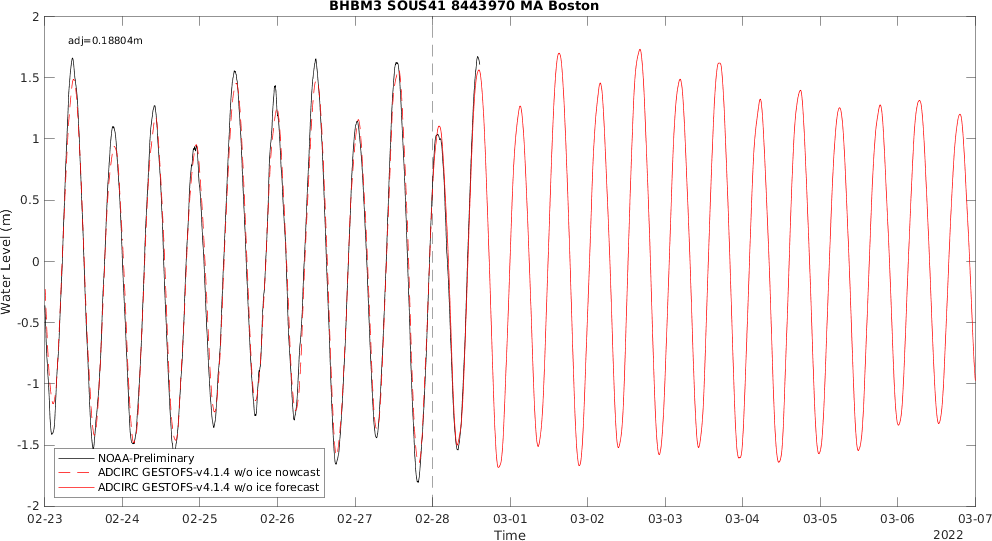 BHBM3 SOUS41 8443970 MA Boston
adj=0.18804m
2
1.5
1
0.5
0
-0.5
-1
-1.5
-2
Water Level (m)
NOAA-Preliminary
ADCIRC GESTOFS-v4.1.4 w/o ice nowcast
ADCIRC GESTOFS-v4.1.4 w/o ice forecast
02-23 02-24 02-25 02-26 02-27 02-28 03-01 03-02 03-03 03-04 03-05 03-06 03-07
Time
2022